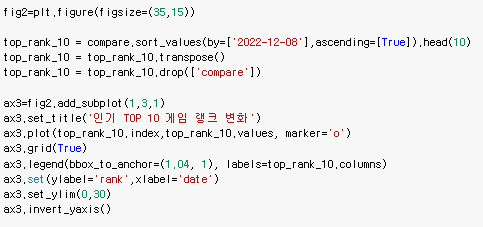 fig2=plt.figure(figsize=(35,15))
top_rank_10 = compare.sort_values(by=['2022-12-08'],ascending=[True]).head(10)
top_rank_10 = top_rank_10.transpose()
top_rank_10 = top_rank_10.drop(['compare'])
ax3=fig2.add_subplot(1,3,1)
ax3.set_title('인기 TOP 10 게임 랭크 변화')
ax3.plot(top_rank_10.index,top_rank_10.values, marker='o')
ax3.grid(True)
ax3.legend(bbox_to_anchor=(1.04, 1), labels=top_rank_10.columns)
ax3.set(ylabel='rank',xlabel='date')
ax3.set_ylim(0,30)
ax3.invert_yaxis()